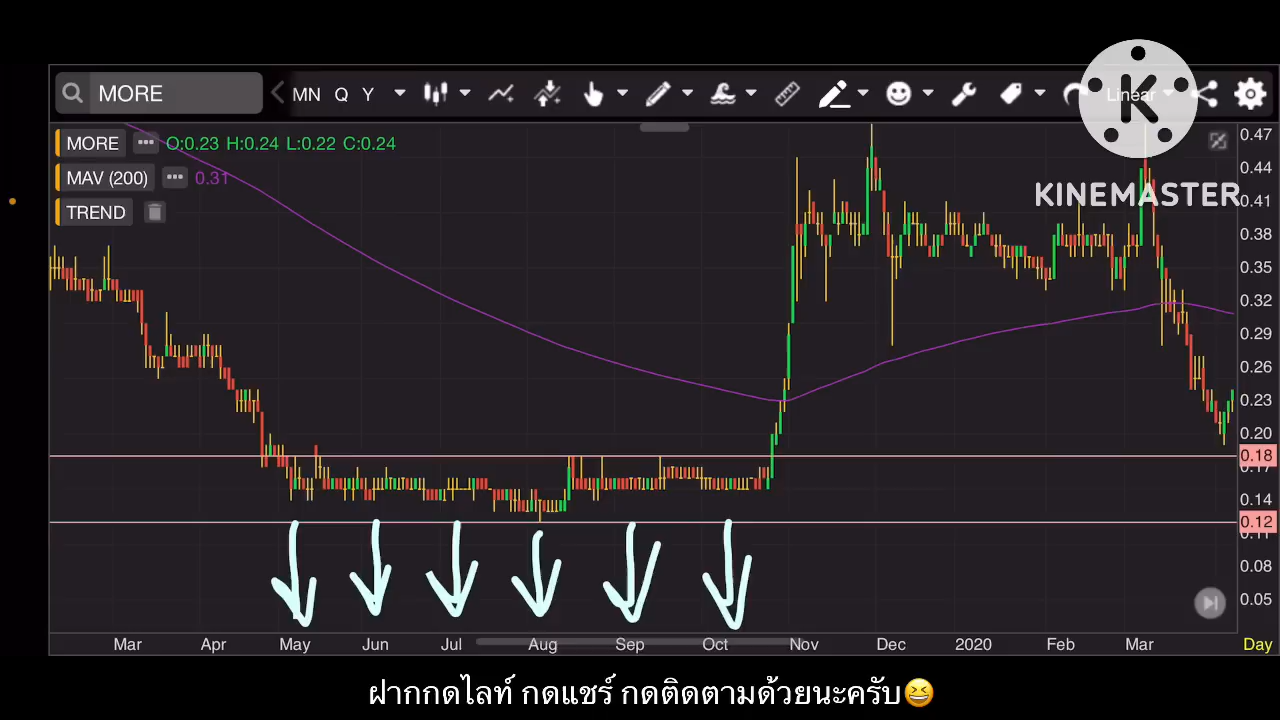 MORE
MN Q Y
Linear
KINEMASTER
MORE ••• O:0.23 H:0.24 L:0.22 C:0.24
MAV (200) ••• 0.31
TREND
0.47
0.44
0.41
0.38
0.35
0.32
0.29
0.26
0.23
0.20
0.18
0.17
0.14
0.12
0.11
0.08
0.05
Mar Apr May Jun Jul Aug Sep Oct Nov Dec 2020 Feb Mar Day
ฝากกดไลท์ กดแชร์ กดติดตามด้วยนะครับ😆